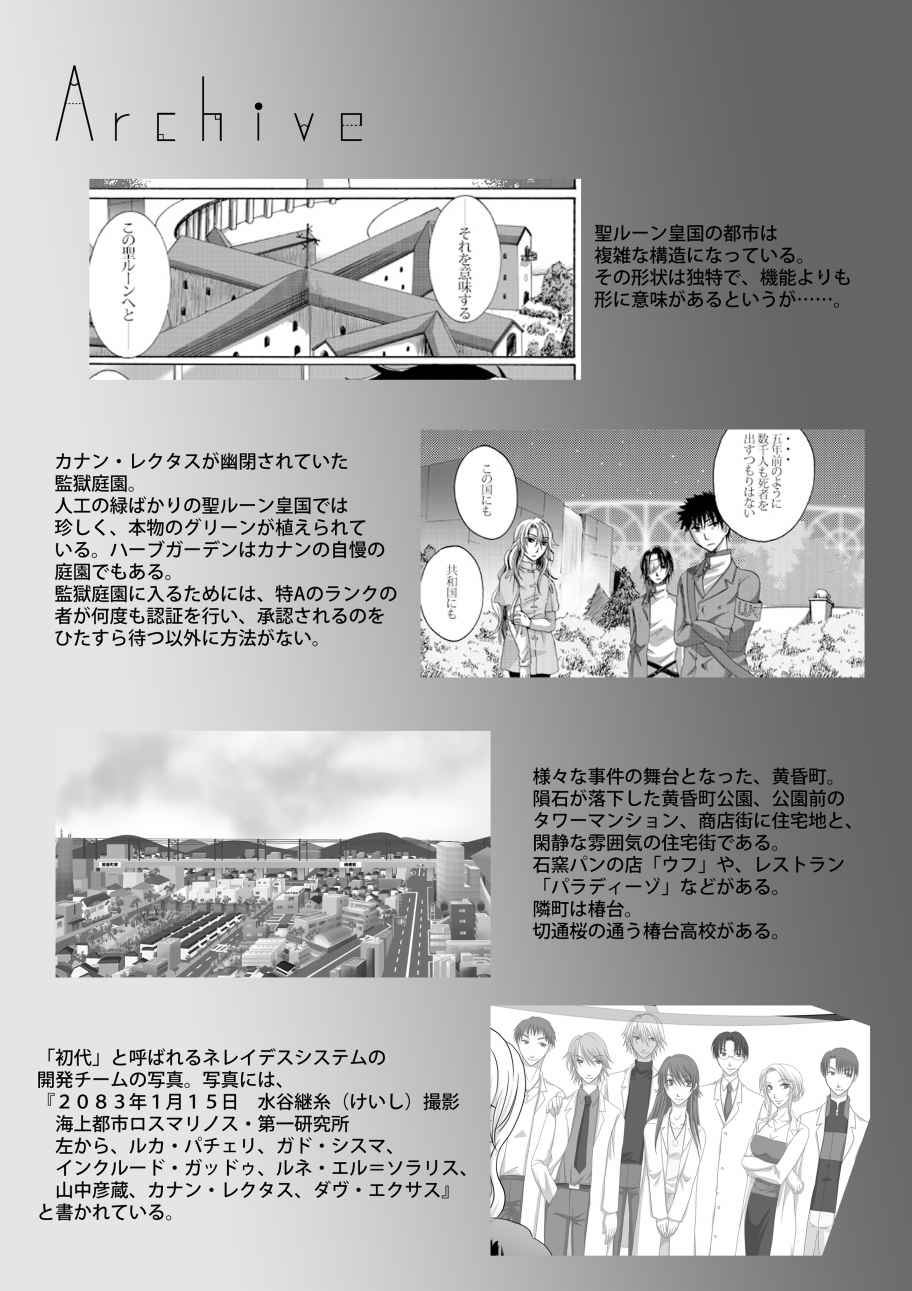 Archive
それを意味する
この聖ルーンへと
聖ルーン皇国の都市は
複雑な構造になっている。
その形状は独特で、機能よりも
形に意味があるというが……。
カナン・レクタスが幽閉されていた
監獄庭園。
人工の緑ばかりの聖ルーン皇国では
珍しく、本物のグリーンが植えられて
いる。ハーブガーデンはカナンの自慢の
庭園でもある。
監獄庭園に入るためには、特Aのランクの
者が何度も認証を行い、承認されるのを
ひたすら待つ以外に方法がない。
五年前のように
数千人も死者を
出すつもりはない
この国にも
共和国にも
様々な事件の舞台となった、黄昏町。
隕石が落下した黄昏町公園、公園前の
タワーマンション、商店街に住宅地と、
閑静な雰囲気の住宅街である。
石窯パンの店「ウフ」や、レストラン
「パラディーゾ」などがある。
隣町は椿台。
切通桜の通う椿台高校がある。
「初代」と呼ばれるネレイデスシステムの
開発チームの写真。写真には、
『２０８３年１月１５日　水谷継糸（けいし）撮影
海上都市ロスマリノス・第一研究所
左から、ルカ・パチェリ、ガド・シスマ、
インクルード・ガッドゥ、ルネ・エル＝ソラリス、
山中彦蔵、カナン・レクタス、ダヴ・エクサス』
と書かれている。